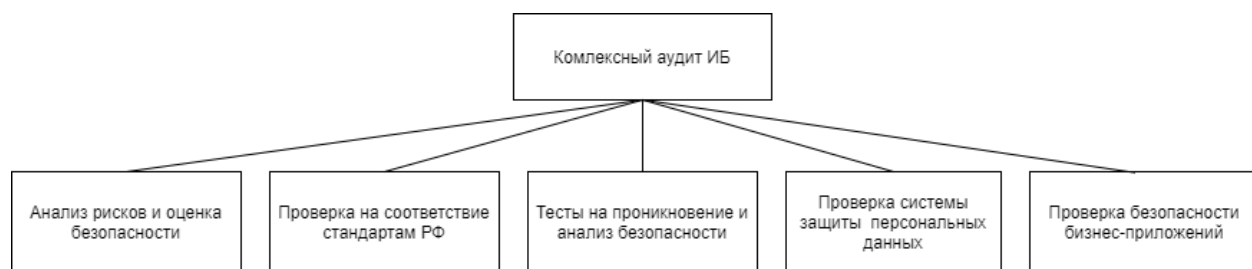 Комлексный аудит ИБ
Анализ рисков и оценка
безопасности
Проверка на соответствие
стандартам РФ
Тесты на проникновение и
анализ безопасности
Проверка системы
защиты персональных
данных
Проверка безопасности
бизнес-приложений